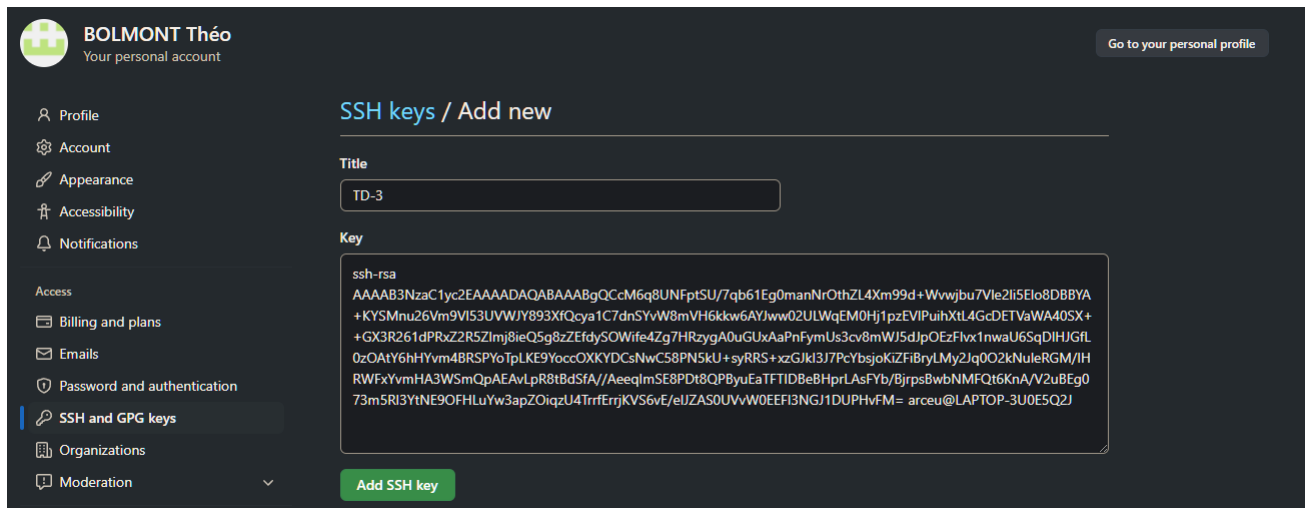 BOLMONT Théo
Your personal account
Go to your personal profile
Profile
Account
Appearance
Accessibility
Notifications
Access
Billing and plans
Emails
Password and authentication
SSH and GPG keys
Organizations
Moderation
SSH keys / Add new
Title
TD-3
Key
ssh-rsa
AAAAB3NzaC1yc2EAAAADAQABAAABgQCcM6q8UNFptSU/7qb61Eg0manNrOthZL4Xm99d+Wvwjbu7Vle2Ii5Elo8DBBYA
+KYSMnu26Vm9VI53UVWJY893XfQcya1C7dnSYvW8mVH6kkw6AYJww02ULWqEM0Hj1pzEVlPuihXtL4GcDETVaWA40SX+
+GX3R261dPRxZ2R5ZImj8ieQ5g8zZEfdySOWife4Zg7HRzygA0uGUxAaPnFymUs3cv8mWJ5dJpOEzFlvx1nwaU6SqDlHJGfL
0zOAtY6hHYvm4BRSPYoTpLKE9YoccOXKYDCsNwC58PN5kU+syRRS+xzGJkI3J7PcYbsjoKiZFiBryLMy2Jq0O2kNuleRGM/IH
RWFxYvmHA3WSmQpAEAvLpR8tBdSfA//AeeqImSE8PDt8QPByuEaTFTIDBeBHprLAsFYb/BjrpsBwbNMFQt6KnA/V2uBEg0
73m5RI3YtNE9OFHLuYw3apZOiqzU4TrrfErrjKVS6vE/eIJZAS0UVvW0EEFI3NGJ1DUPHvFM= arceu@LAPTOP-3U0E5Q2J
Add SSH key